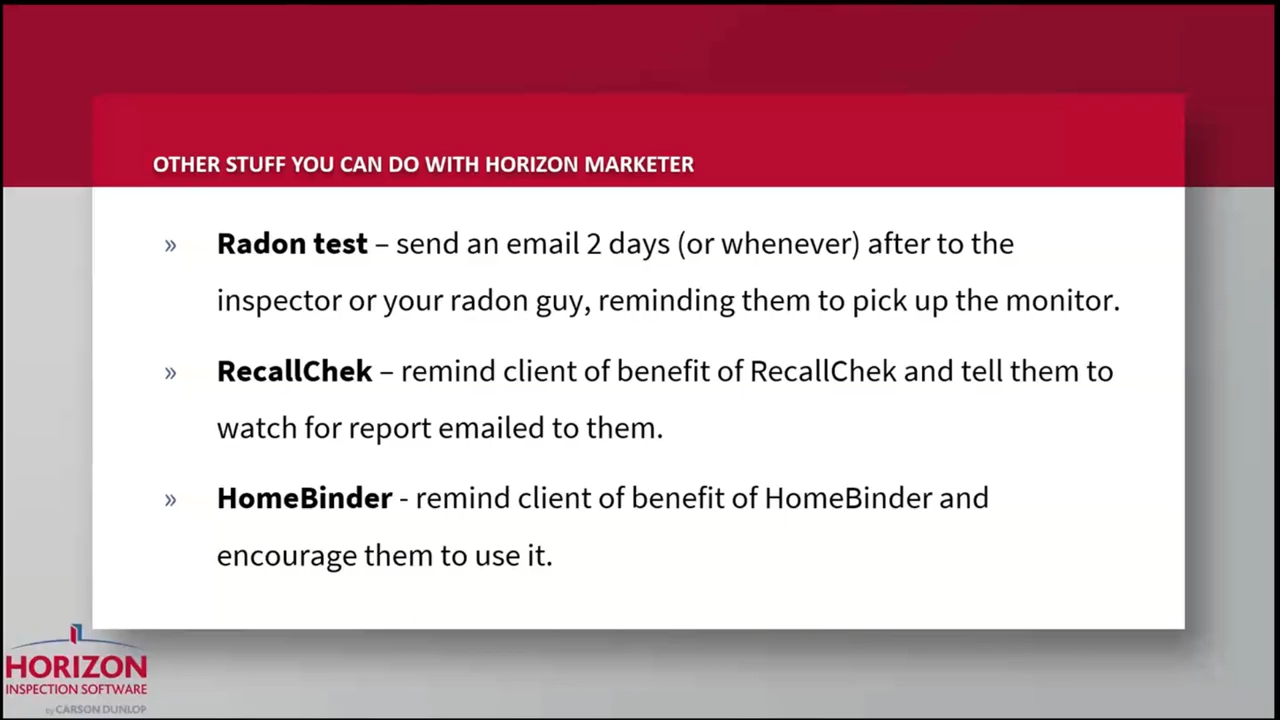 OTHER STUFF YOU CAN DO WITH HORIZON MARKETER
» Radon test – send an email 2 days (or whenever) after to the
inspector or your radon guy, reminding them to pick up the monitor.
» RecallChek – remind client of benefit of RecallChek and tell them to
watch for report emailed to them.
» HomeBinder - remind client of benefit of HomeBinder and
encourage them to use it.
HORIZON
INSPECTION SOFTWARE
by CARSON DUNLOP